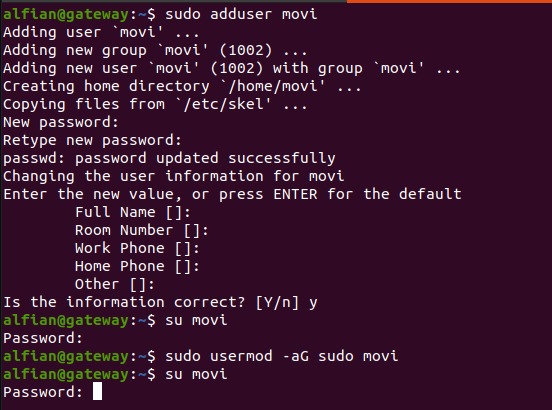 alfian@gateway:~$ sudo adduser movi
Adding user `movi' ...
Adding new group `movi' (1002) ...
Adding new user `movi' (1002) with group `movi' ...
Creating home directory `/home/movi' ...
Copying files from `/etc/skel' ...
New password:
Retype new password:
passwd: password updated successfully
Changing the user information for movi
Enter the new value, or press ENTER for the default
        Full Name []:
        Room Number []:
        Work Phone []:
        Home Phone []:
        Other []:
Is the information correct? [Y/n] y
alfian@gateway:~$ su movi
Password:
alfian@gateway:~$ sudo usermod -aG sudo movi
alfian@gateway:~$ su movi
Password: